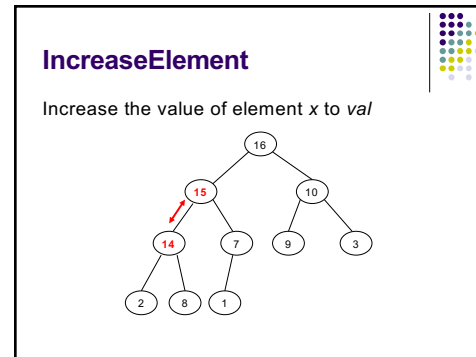 IncreaseElement
Increase the value of element x to val
16
15 10
14 7 9 3
2 8 1